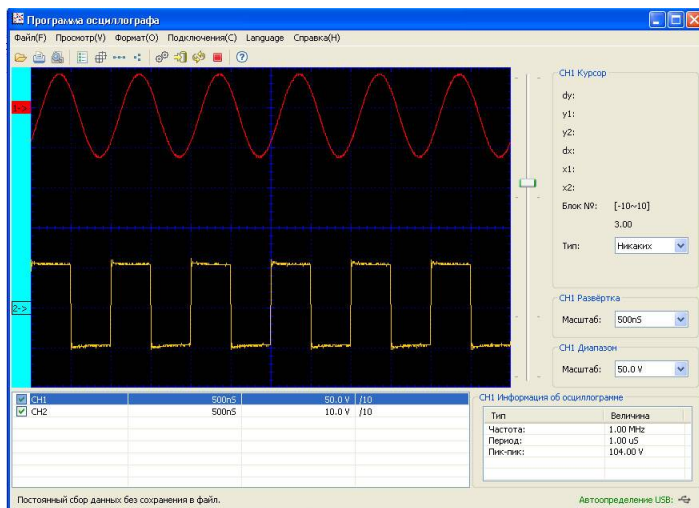 Программа осциллографа
Файл(F) Просмотр(V) Формат(O) Подключения(C) Language Справка(H)
1->
2->
CH1 Курсор
dy:
y1:
y2:
dx:
x1:
x2:
Блок №: [-10~10]
3.00
Тип: Никаких
CH1 Развёртка
Масштаб: 500nS
CH1 Диапазон
Масштаб: 50.0 V
CH1 500nS 50.0 V /10
CH2 500nS 10.0 V /10
CH1 Информация об осциллограмме
Тип Величина
Частота: 1.00 MHz
Период: 1.00 uS
Пик-пик: 104.00 V
Постоянный сбор данных без сохранения в файл. Автоопределение USB: